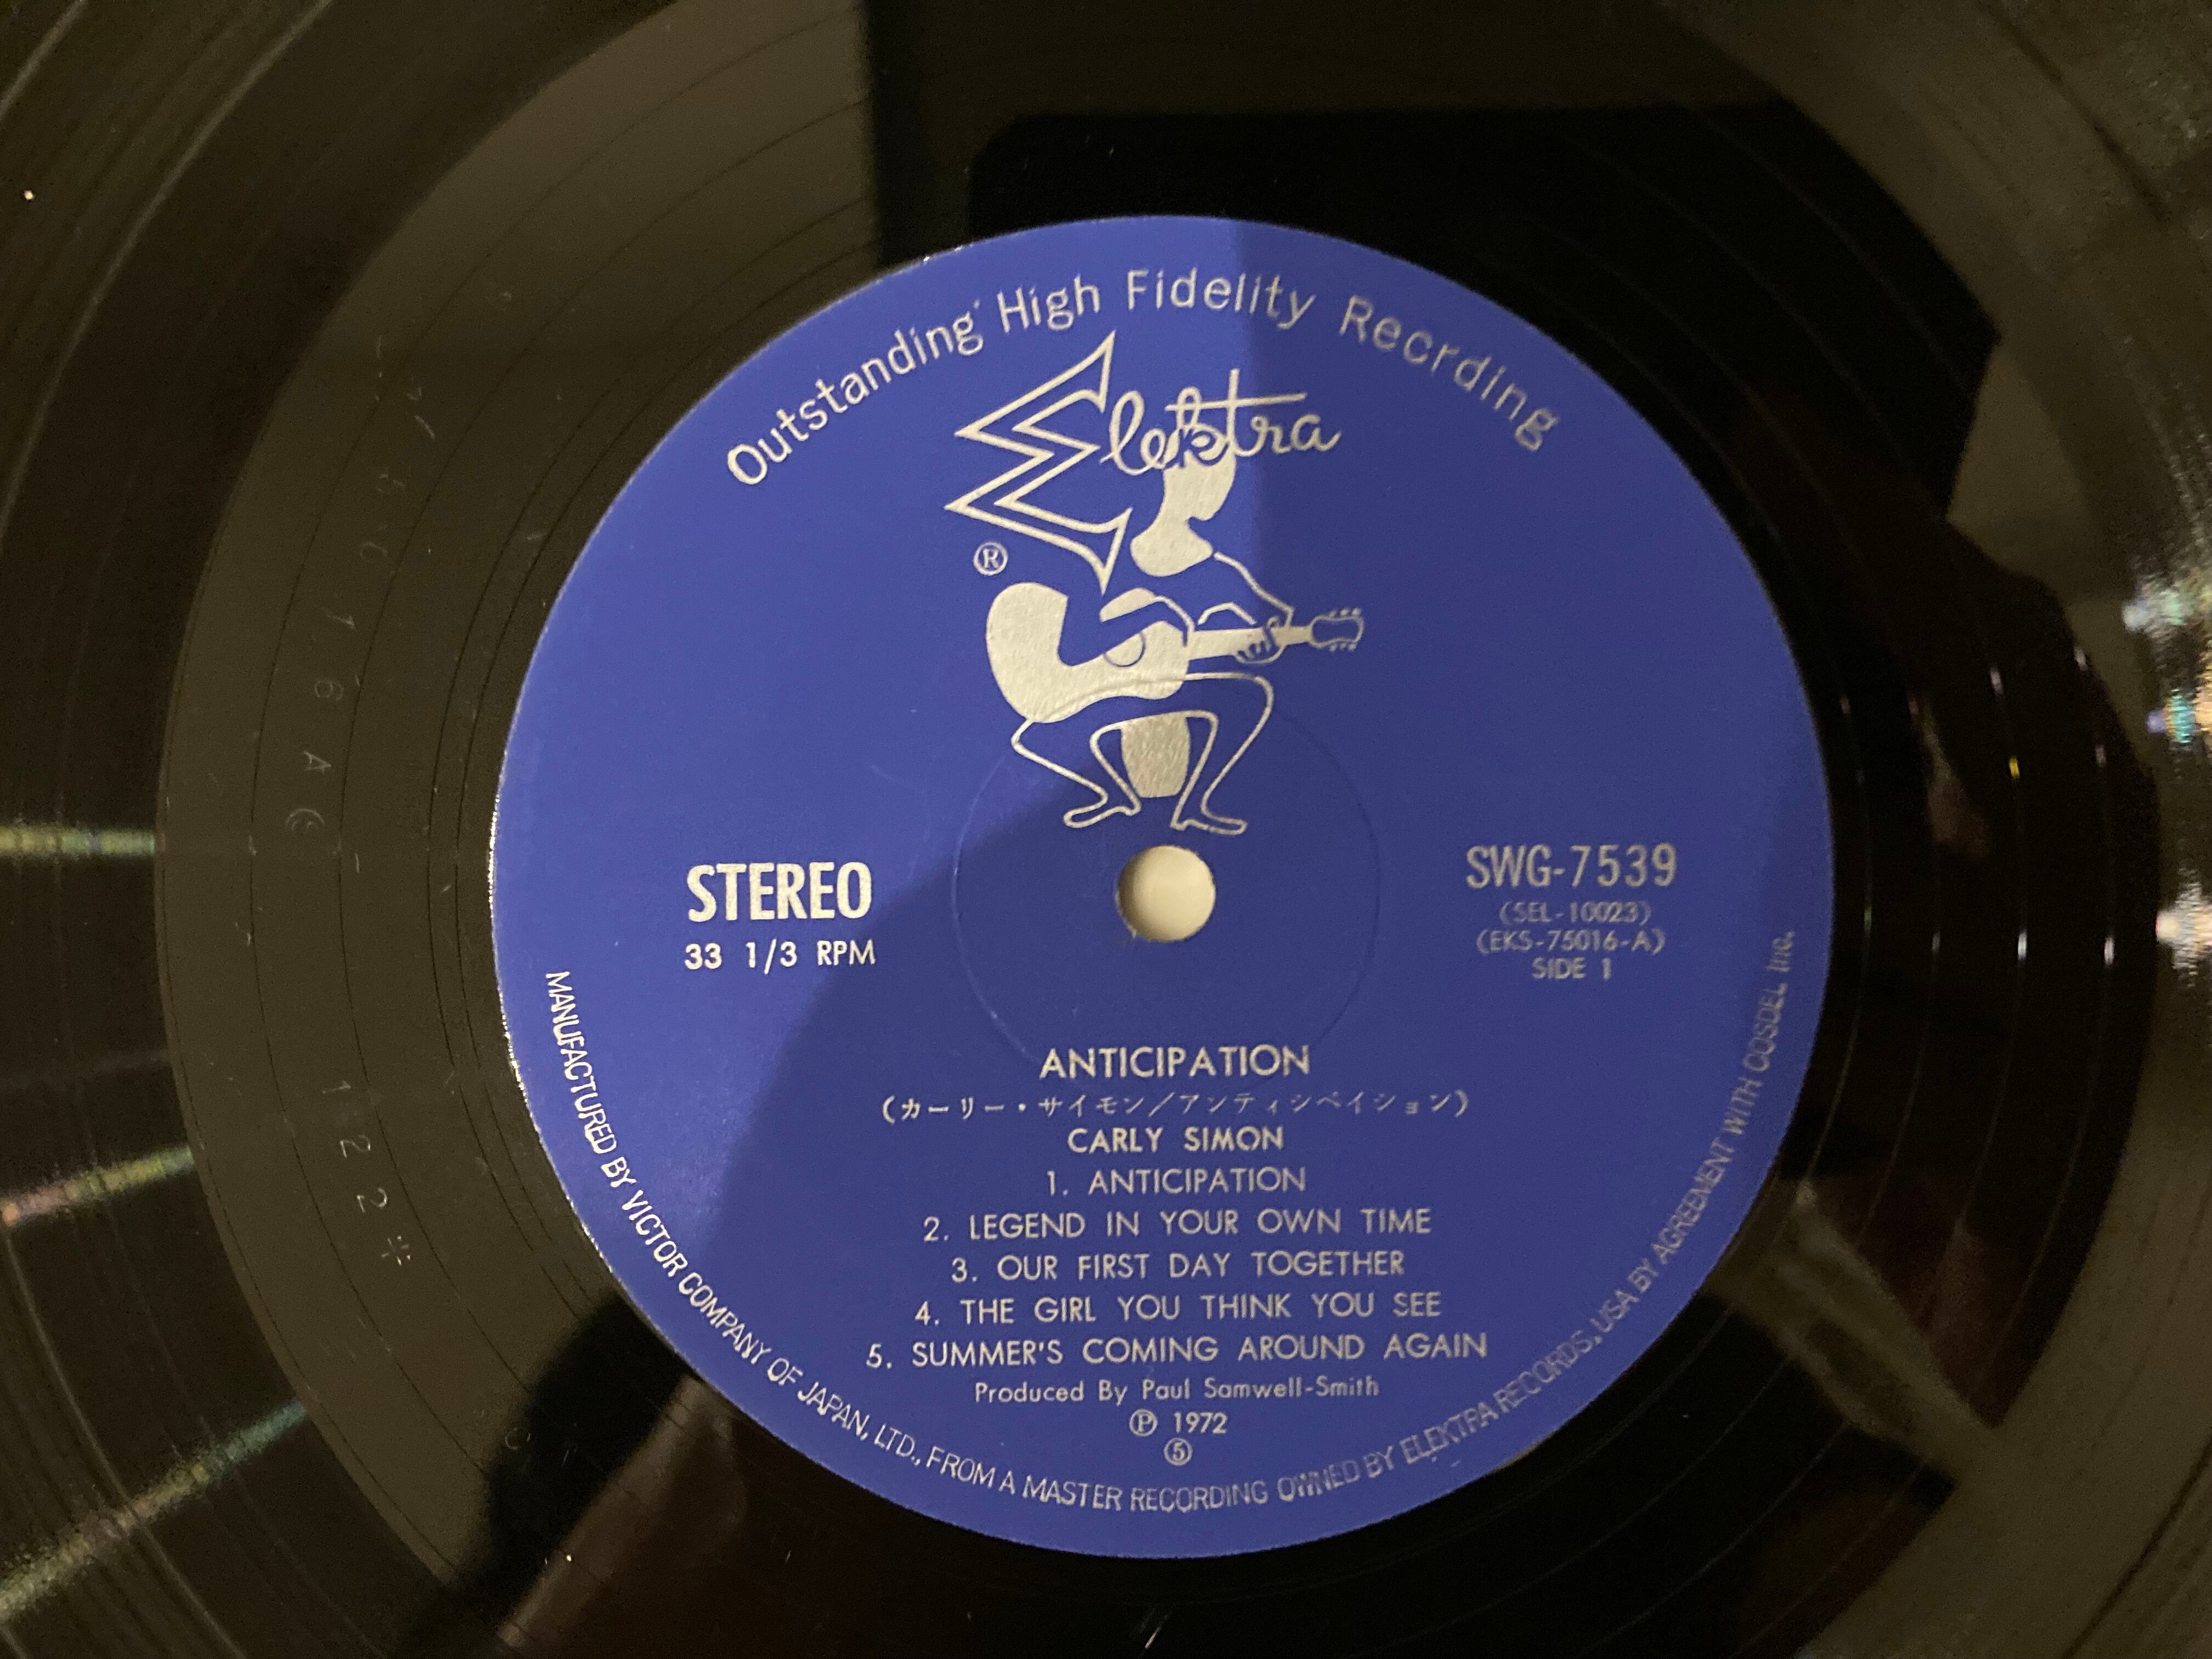 Outstanding High Fidelity Recrding
Elektra
®
STEREO
33 1/3 RPM
SWG-7539
(SEL-10023)
(EKS-75016-A)
SIDE 1
ANTICIPATION
(カーリー・サイモン/アンティシペイション)
CARLY SIMON
1. ANTICIPATION
2. LEGEND IN YOUR OWN TIME
3. OUR FIRST DAY TOGETHER
4. THE GIRL YOU THINK YOU SEE
5. SUMMER'S COMING AROUND AGAIN
Produced By Paul Samwell-Smith
Ⓟ 1972
⑤
MANUFACTURED BY VICTOR COMPANY OF JAPAN, LTD., FROM A MASTER RECORDING OWNED BY ELEKTRA RECORDS, USA BY AGREEMENT WITH COSDEL Inc.
122*